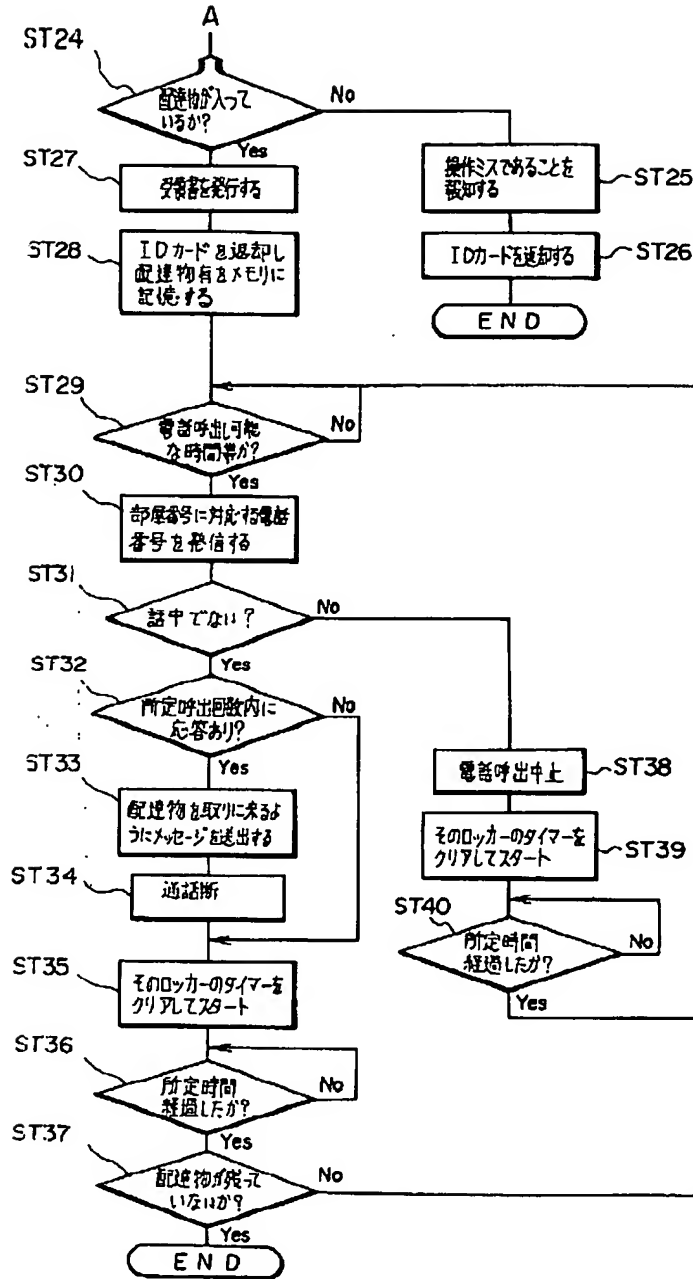 A
ST24
配達物が入って
いるか?
No
Yes
ST27
受領書を発行する
操作ミスであることを
報知する
ST25
ST28
IDカードを返却し
配達物有をメモリに
記憶する
IDカードを返却する
ST26
END
ST29
電話呼出し可能
な時間帯か?
No
Yes
ST30
部屋番号に対応する電話
番号を発信する
ST31
話中でない?
No
Yes
ST32
所定呼出回数内に
応答あり?
No
Yes
ST33
配達物を取りに来るよ
うにメッセージを送出する
電話呼出中止
ST38
ST34
通話断
そのロッカーのタイマーを
クリアしてスタート
ST39
ST40
所定時間
経過したか?
No
Yes
ST35
そのロッカーのタイマーを
クリアしてスタート
ST36
所定時間
経過したか?
No
Yes
ST37
配達物が残って
いないか?
No
Yes
END